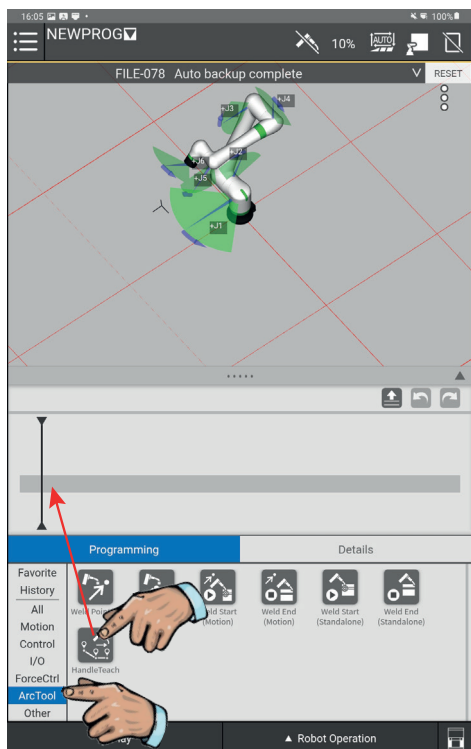 16:05
100%
NEWPROG
10%
AUTO
FILE-078 Auto backup complete
RESET
+J4
+J3
+J2
+J6
+J5
+J1
Programming
Details
Favorite
History
All
Motion
Control
I/O
ForceCtrl
ArcTool
Other
Weld
Weld Start
(Motion)
Weld End
(Motion)
Weld Start
(Standalone)
Weld End
(Standalone)
HandleTeach
▲ Robot Operation